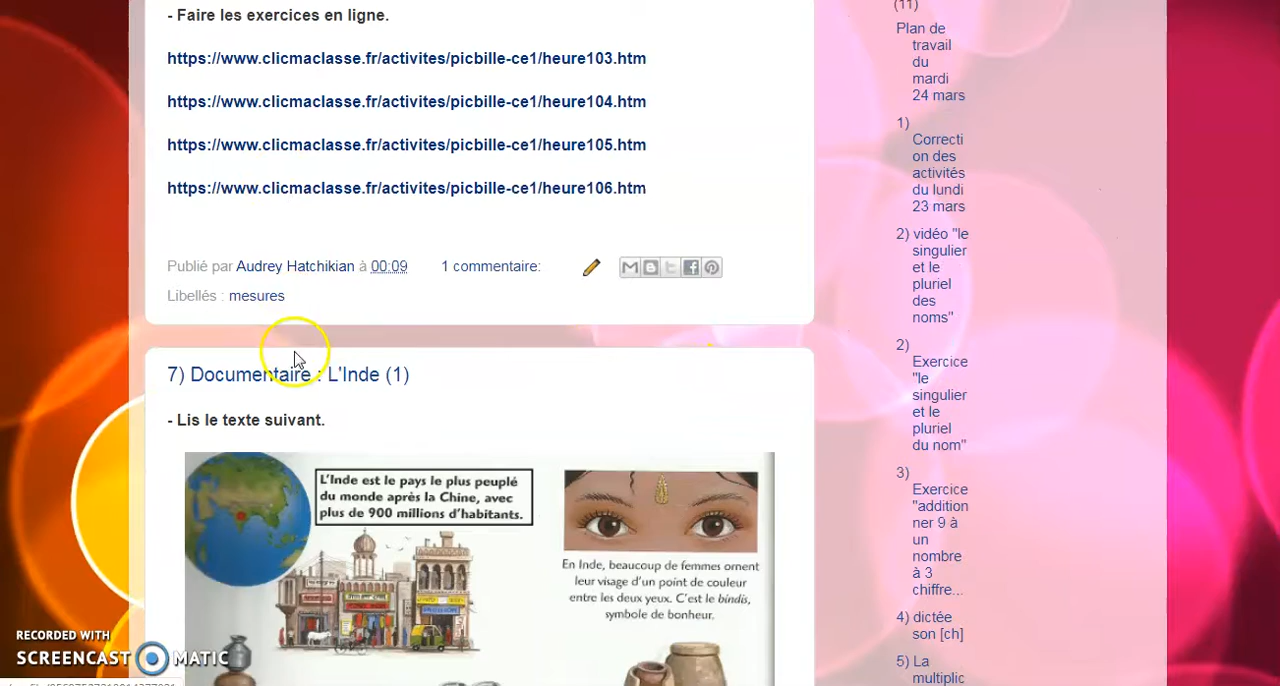 - Faire les exercices en ligne.
https://www.clicmaclasse.fr/activites/picbille-ce1/heure103.htm
https://www.clicmaclasse.fr/activites/picbille-ce1/heure104.htm
https://www.clicmaclasse.fr/activites/picbille-ce1/heure105.htm
https://www.clicmaclasse.fr/activites/picbille-ce1/heure106.htm
Publié par Audrey Hatchikian à 00:09 1 commentaire:
Libellés : mesures
7) Documentaire : L'Inde (1)
- Lis le texte suivant.
L'Inde est le pays le plus peuplé
du monde après la Chine, avec
plus de 900 millions d'habitants.
En Inde, beaucoup de femmes ornent
leur visage d'un point de couleur
entre les deux yeux. C'est le bindis,
symbole de bonheur.
(11)
Plan de
travail
du
mardi
24 mars
1)
Correcti
on des
activités
du lundi
23 mars
2) vidéo "le
singulier
et le
pluriel
des
noms"
2)
Exercice
"le
singulier
et le
pluriel
du nom"
3)
Exercice
"addition
ner 9 à
un
nombre
à 3
chiffre...
4) dictée
son [ch]
5) La
multiplic
RECORDED WITH
SCREENCAST MATIC